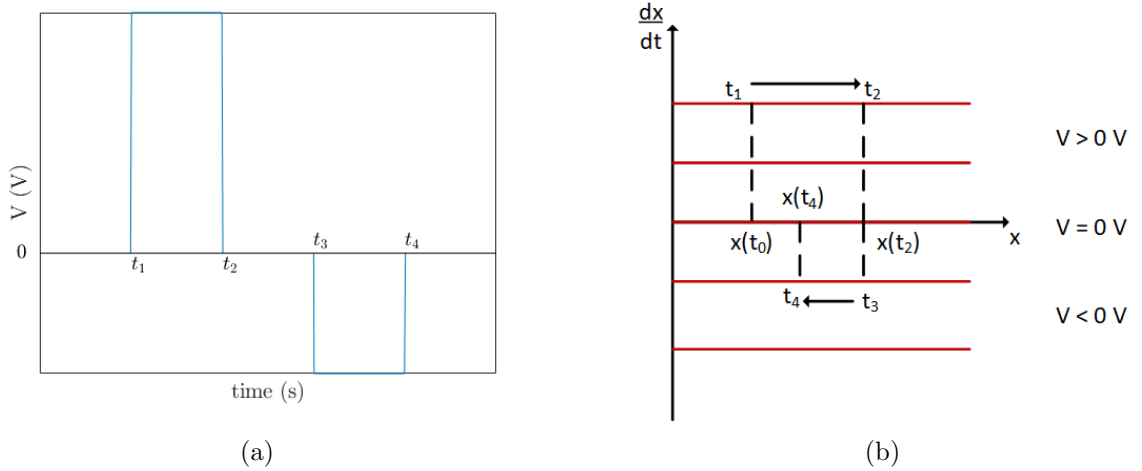 V (V)
0
t₁
t₂
t₃
t₄
time (s)
(a)
dx
dt
t₁
t₂
V > 0 V
x(t₄)
x(t₀)
x(t₂)
x
V = 0 V
t₄
t₃
V < 0 V
(b)